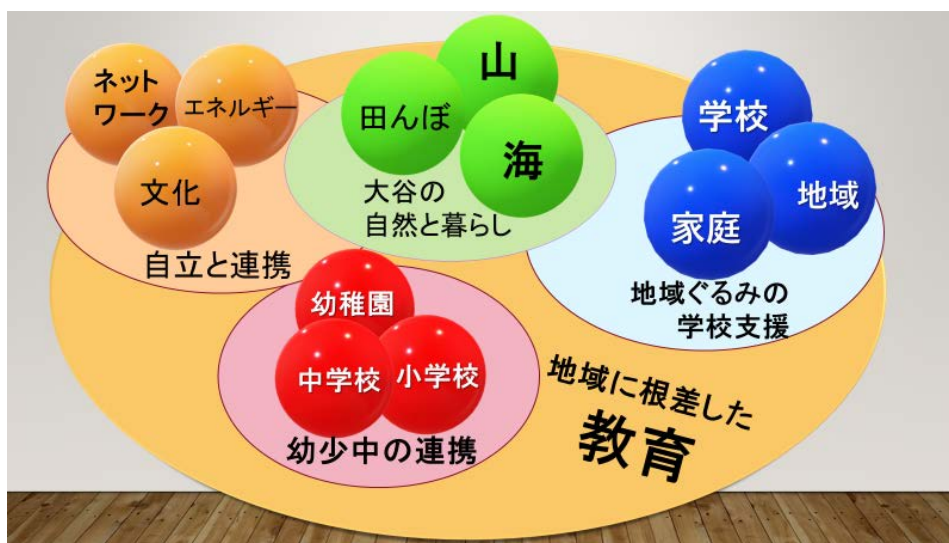 ネット
ワーク
エネルギー
文化
自立と連携
山
田んぼ
海
大谷の
自然と暮らし
学校
地域
家庭
地域ぐるみの
学校支援
幼稚園
中学校
小学校
幼少中の連携
地域に根差した
教育